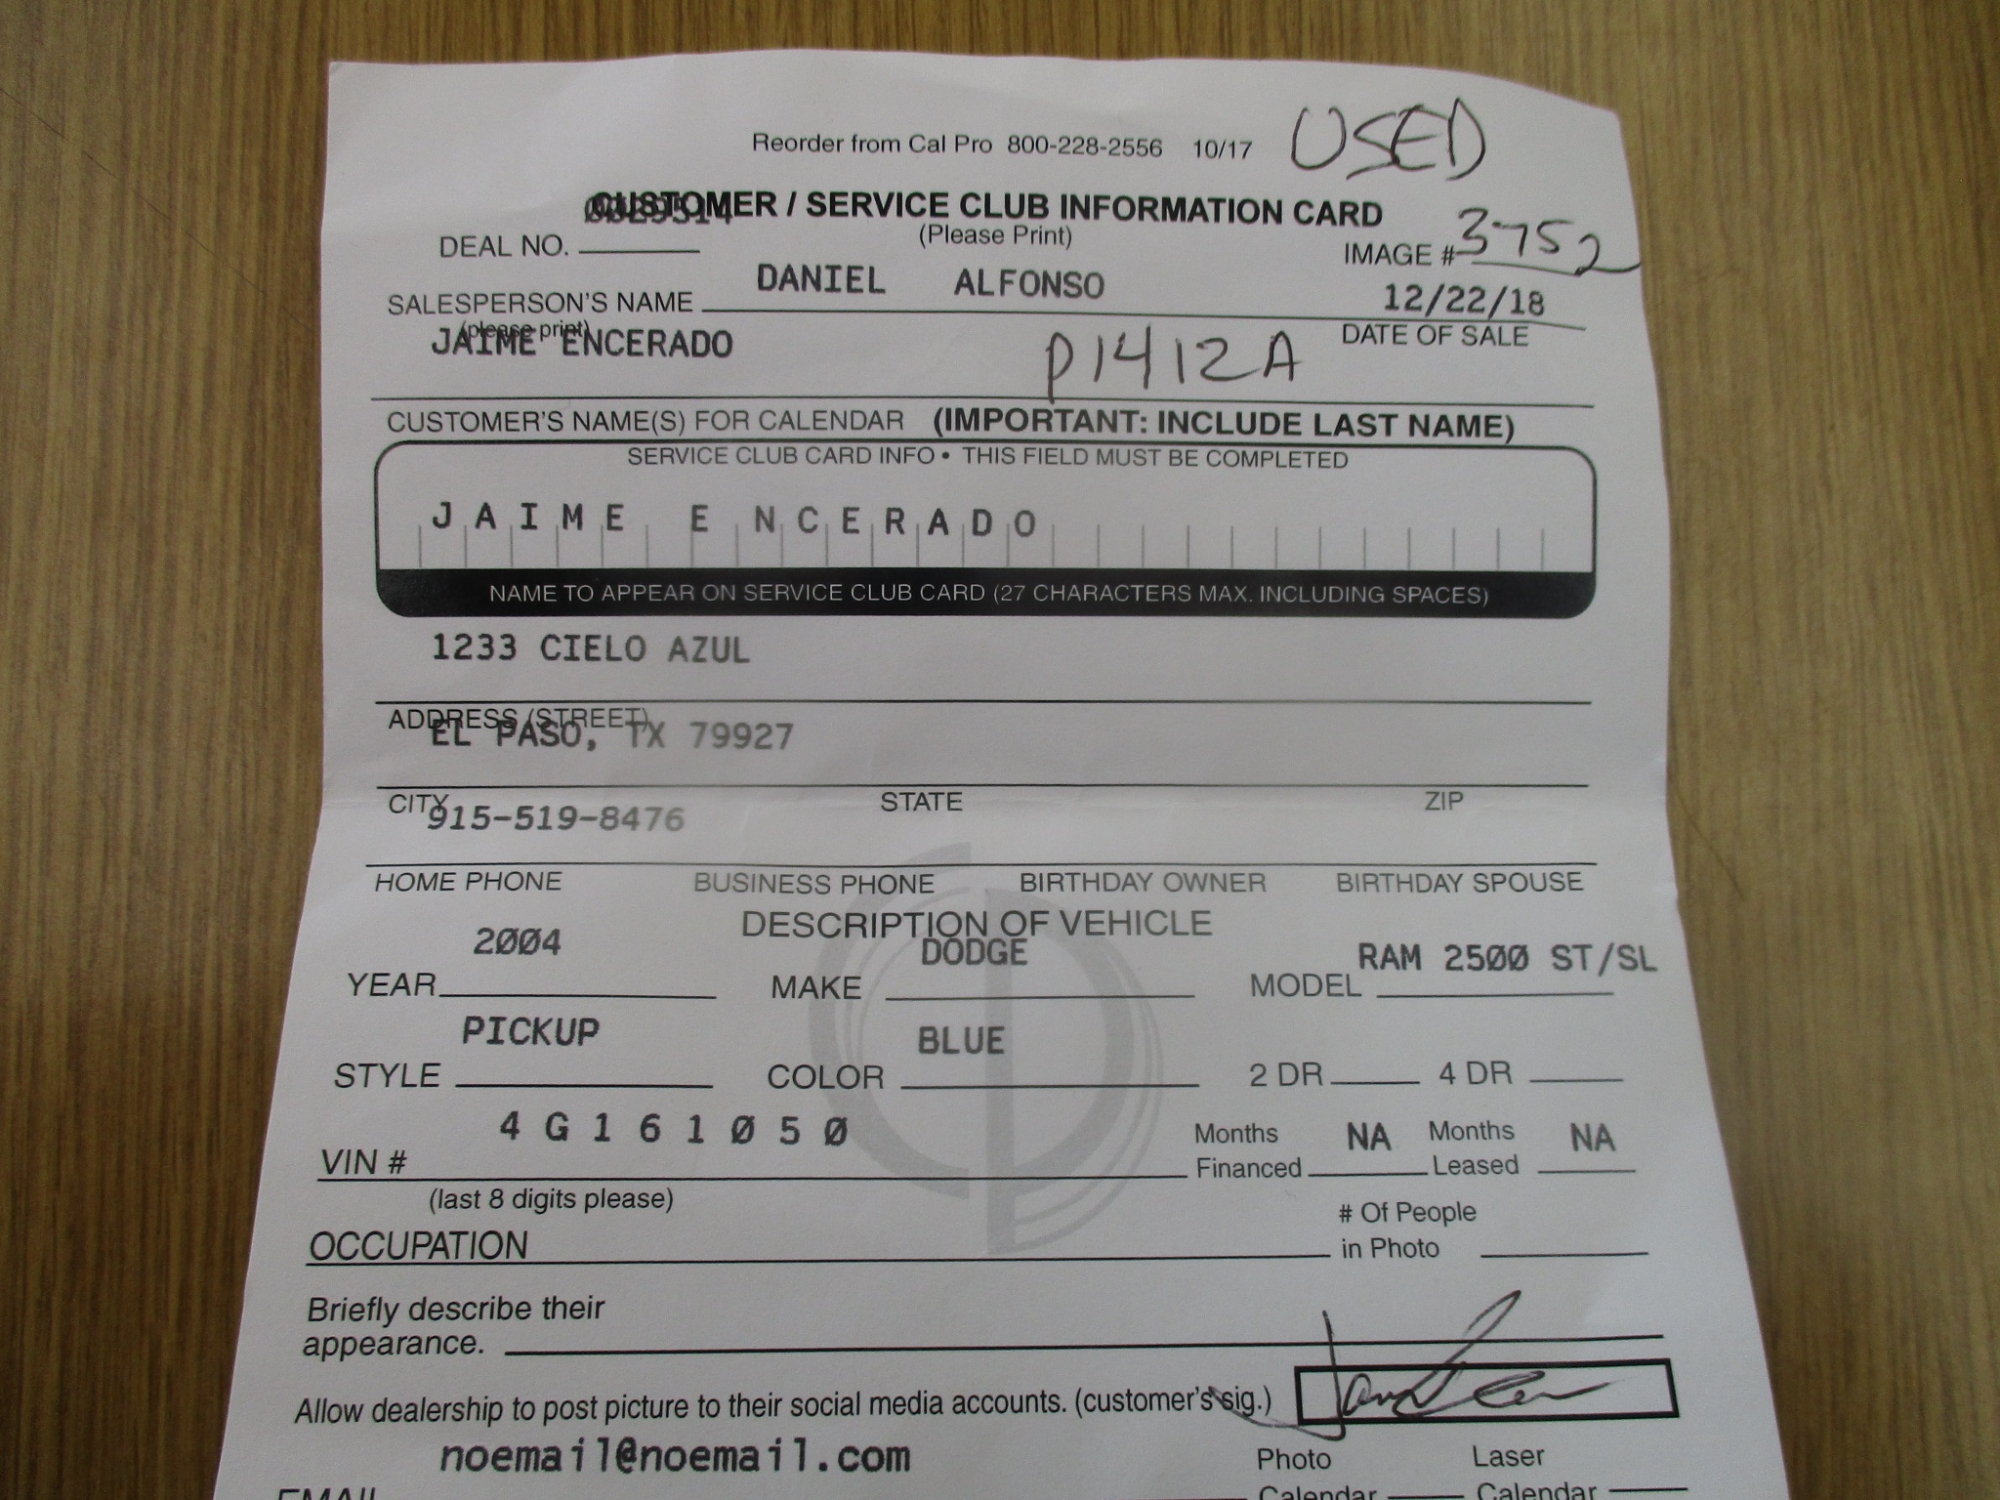 Reorder from Cal Pro 800-228-2556 10/17 USED
CUSTOMER / SERVICE CLUB INFORMATION CARD
(Please Print)
DEAL NO. IMAGE # 3752
DANIEL ALFONSO 12/22/18
SALESPERSON'S NAME
(please print) DATE OF SALE
JAIME ENCERADO P1412A
CUSTOMER'S NAME(S) FOR CALENDAR (IMPORTANT: INCLUDE LAST NAME)
SERVICE CLUB CARD INFO • THIS FIELD MUST BE COMPLETED
JAIME ENCERADO
NAME TO APPEAR ON SERVICE CLUB CARD (27 CHARACTERS MAX. INCLUDING SPACES)
1233 CIELO AZUL
ADDRESS (STREET)
EL PASO, TX 79927
CITY STATE ZIP
915-519-8476
HOME PHONE BUSINESS PHONE BIRTHDAY OWNER BIRTHDAY SPOUSE
DESCRIPTION OF VEHICLE
2004 DODGE RAM 2500 ST/SL
YEAR MAKE MODEL
PICKUP BLUE
STYLE COLOR 2 DR 4 DR
4G161050
VIN # Months Financed NA Months Leased NA
(last 8 digits please)
OCCUPATION # Of People in Photo
Briefly describe their
appearance.
Allow dealership to post picture to their social media accounts. (customer's sig.)
noemail@noemail.com Photo Laser
EMAIL Calendar Calendar